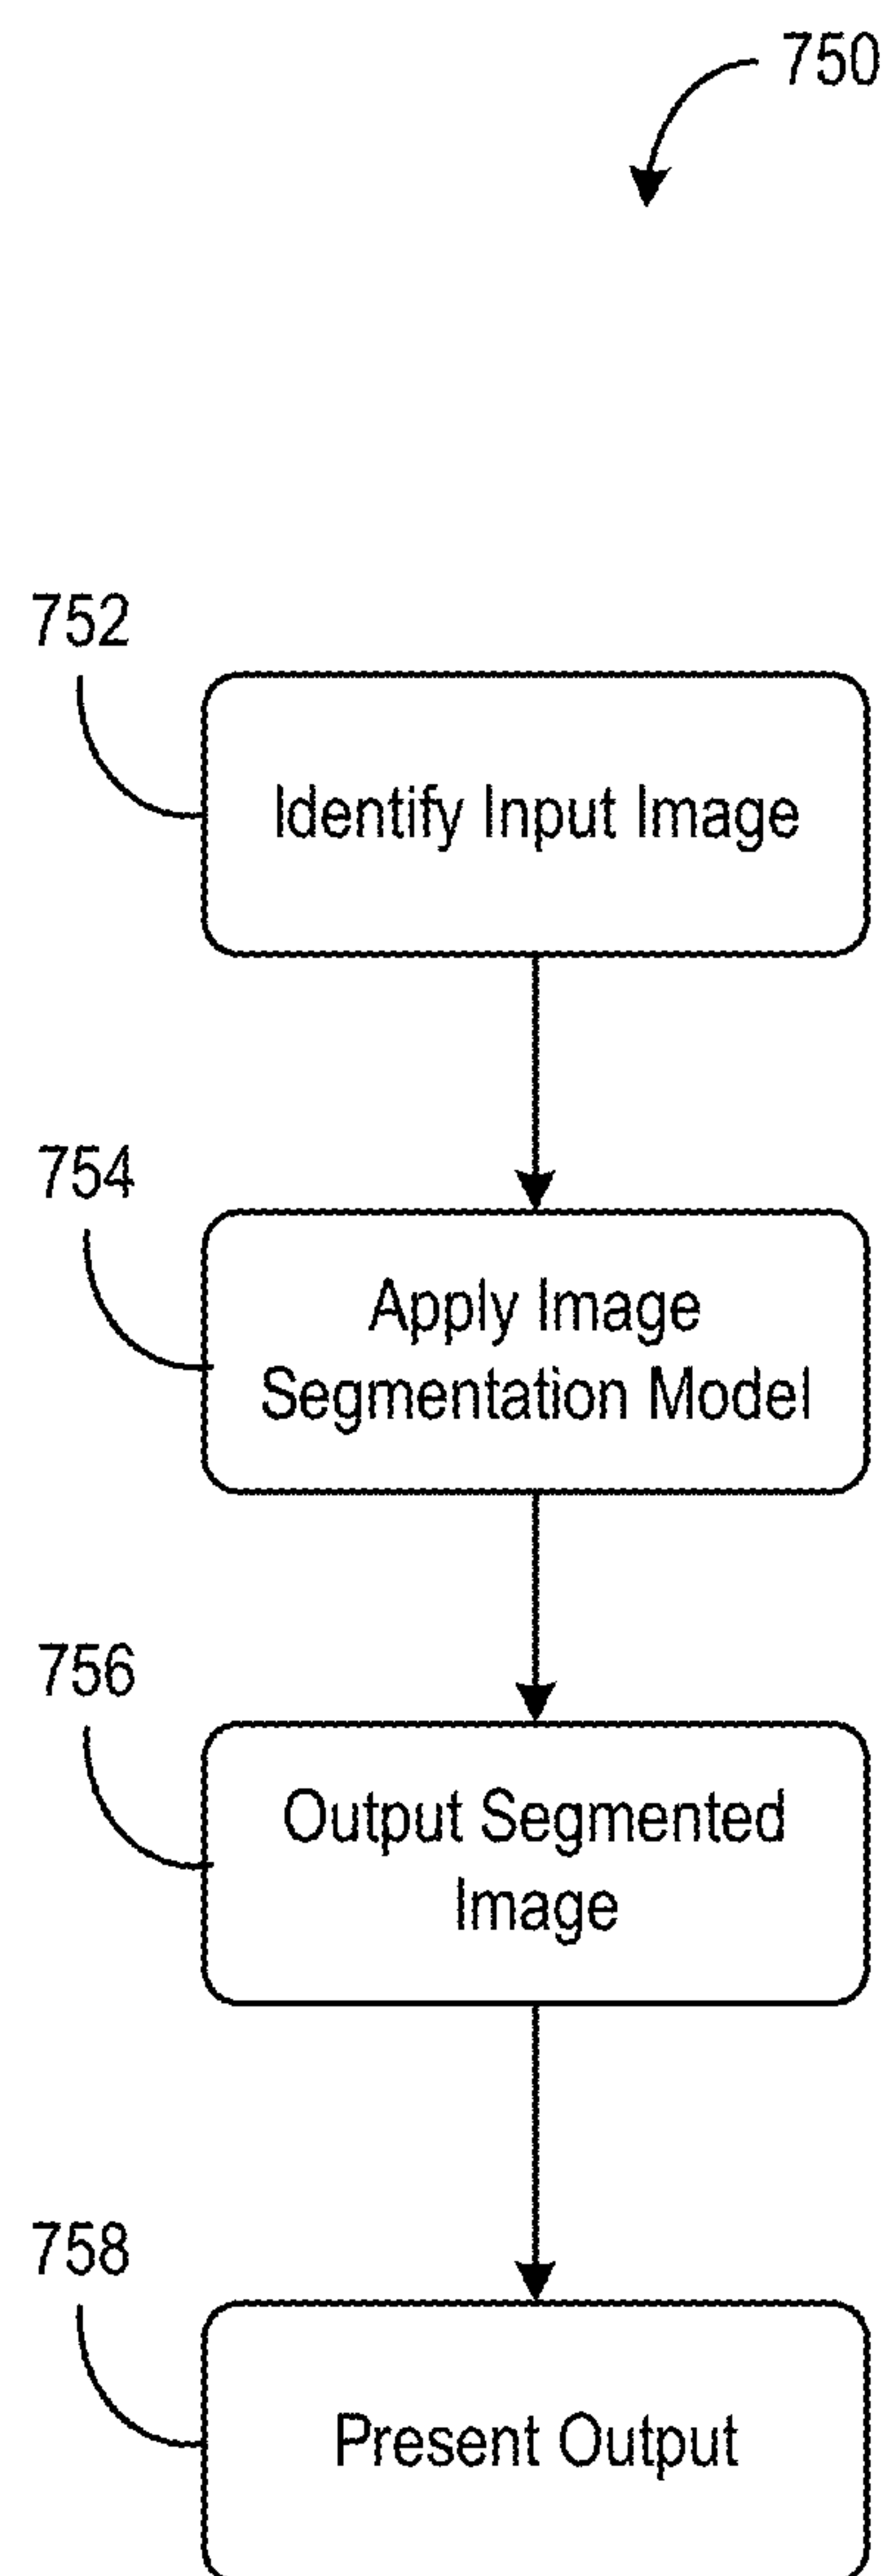 750
752
Identify Input Image
754
Apply Image
Segmentation Model
756
Output Segmented
Image
758
Present Output